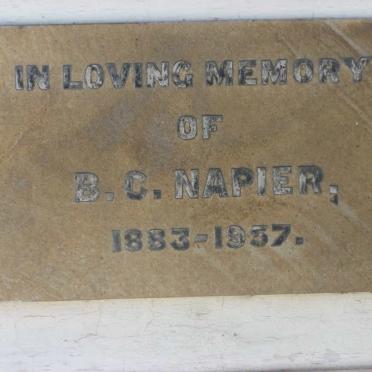 IN LOVING MEMORY
OF
B. C. NAPIER,
1883-1957.